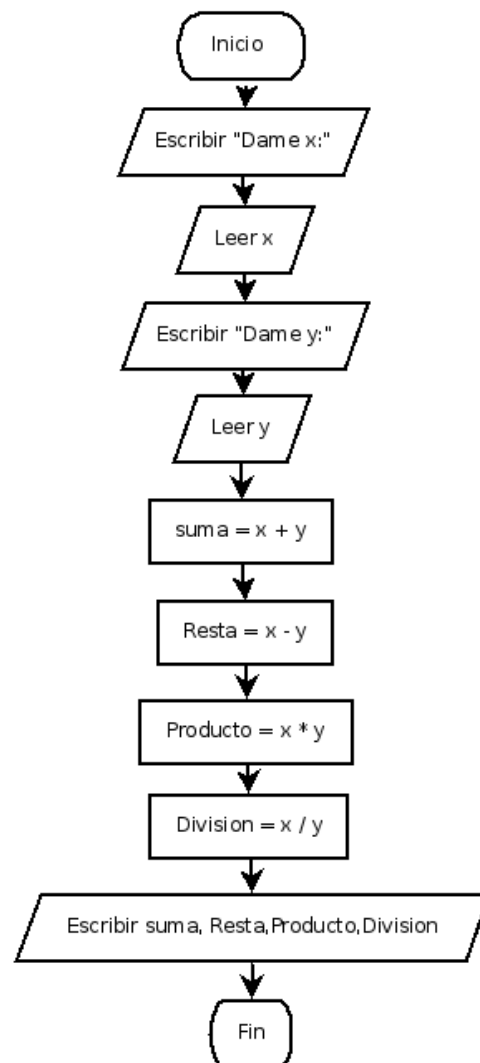 Inicio
Escribir "Dame x:"
Leer x
Escribir "Dame y:"
Leer y
suma = x + y
Resta = x - y
Producto = x * y
Division = x / y
Escribir suma, Resta,Producto,Division
Fin